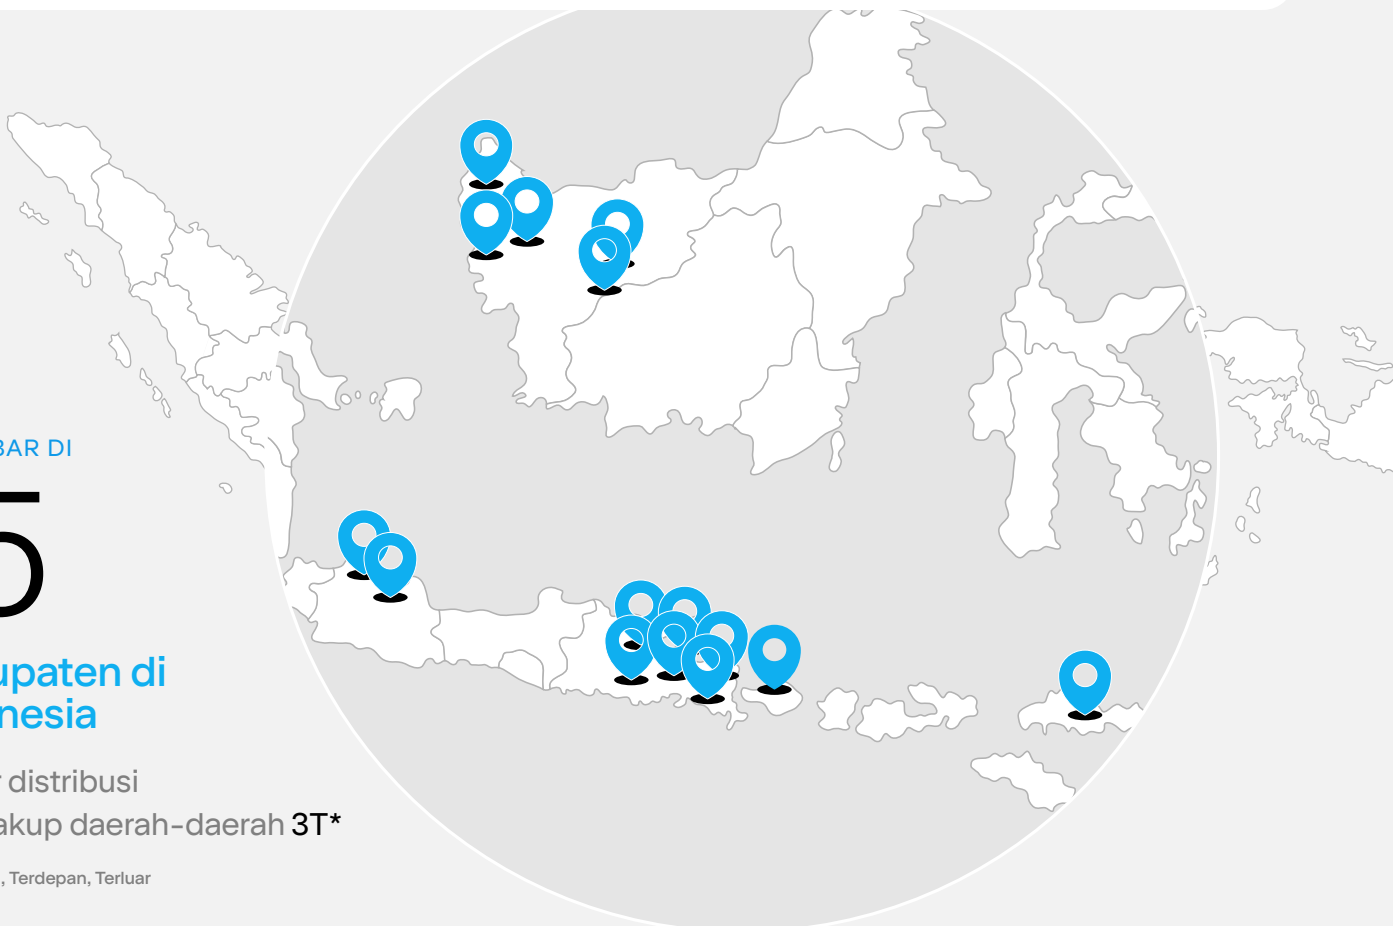 BAR DI
5
upaten di
nesia
distribusi
akup daerah-daerah 3T*
, Terdepan, Terluar